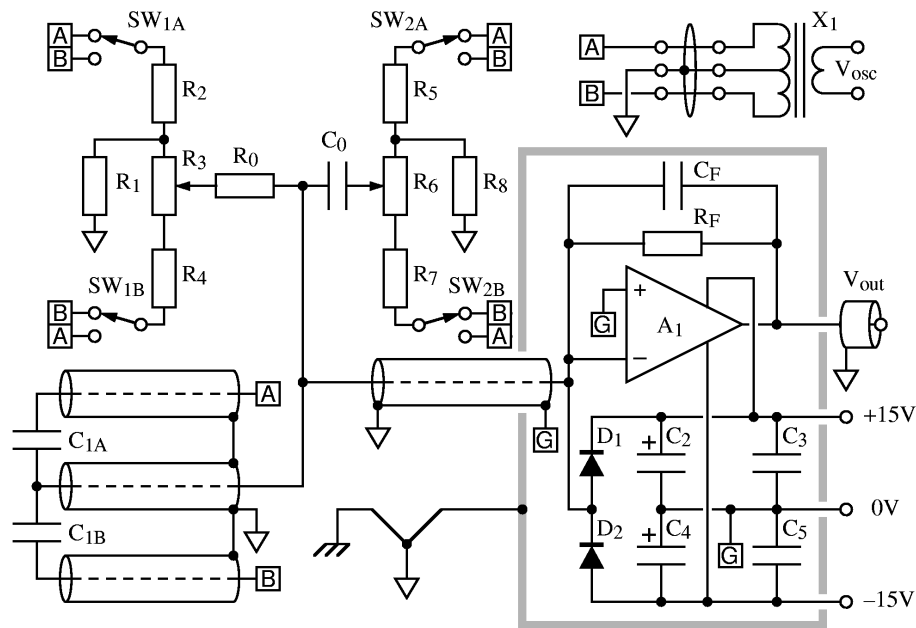 A
B
SW1A
SW2A
A
B
X1
A
B
Vosc
R2
R5
R1
R3
R0
C0
R6
R8
R4
R7
SW1B
SW2B
B
A
B
A
CF
RF
+
G
A1
−
Vout
A
C1A
C1B
B
G
D1
+
C2
C3
+15V
D2
+
C4
G
C5
0V
–15V